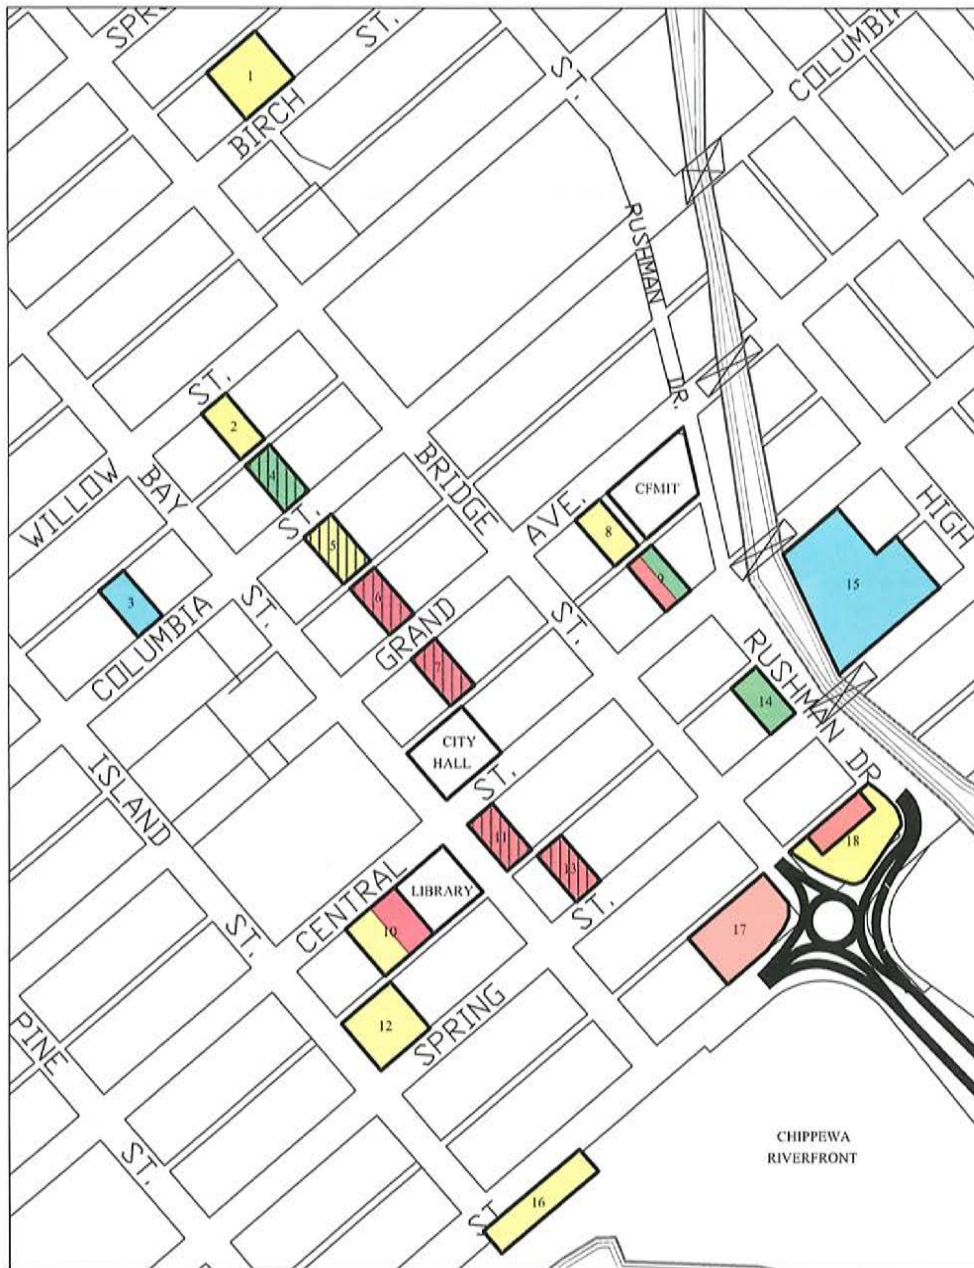 SPR
ST.
COLUMBIA
1
BIRCH
ST.
RUSHMAN
DR.
ST.
2
4
BRIDGE
HIGH
WILLOW
BAY
ST.
AVE.
CFMIT
5
8
3
6
9
15
COLUMBIA
ST.
GRAND
ST.
7
RUSHMAN DR
14
CITY
HALL
ISLAND
ST.
11
13
18
CENTRAL
LIBRARY
ST.
10
17
ST.
12
SPRING
PINE
CHIPPEWA
RIVERFRONT
ST.
16
ST